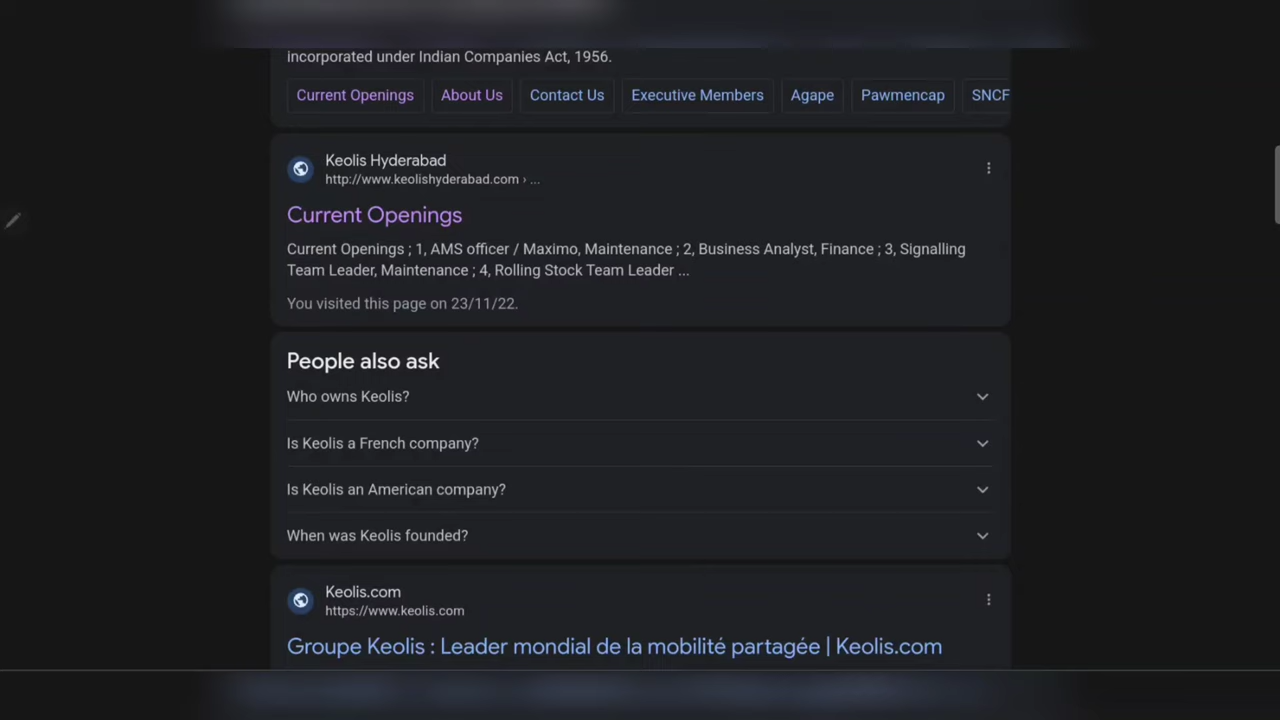 incorporated under Indian Companies Act, 1956.
Current Openings About Us Contact Us Executive Members Agape Pawmencap SNCF
Keolis Hyderabad
http://www.keolishyderabad.com › ...
Current Openings
Current Openings ; 1, AMS officer / Maximo, Maintenance ; 2, Business Analyst, Finance ; 3, Signalling
Team Leader, Maintenance ; 4, Rolling Stock Team Leader ...
You visited this page on 23/11/22.
People also ask
Who owns Keolis?
Is Keolis a French company?
Is Keolis an American company?
When was Keolis founded?
Keolis.com
https://www.keolis.com
Groupe Keolis : Leader mondial de la mobilité partagée | Keolis.com